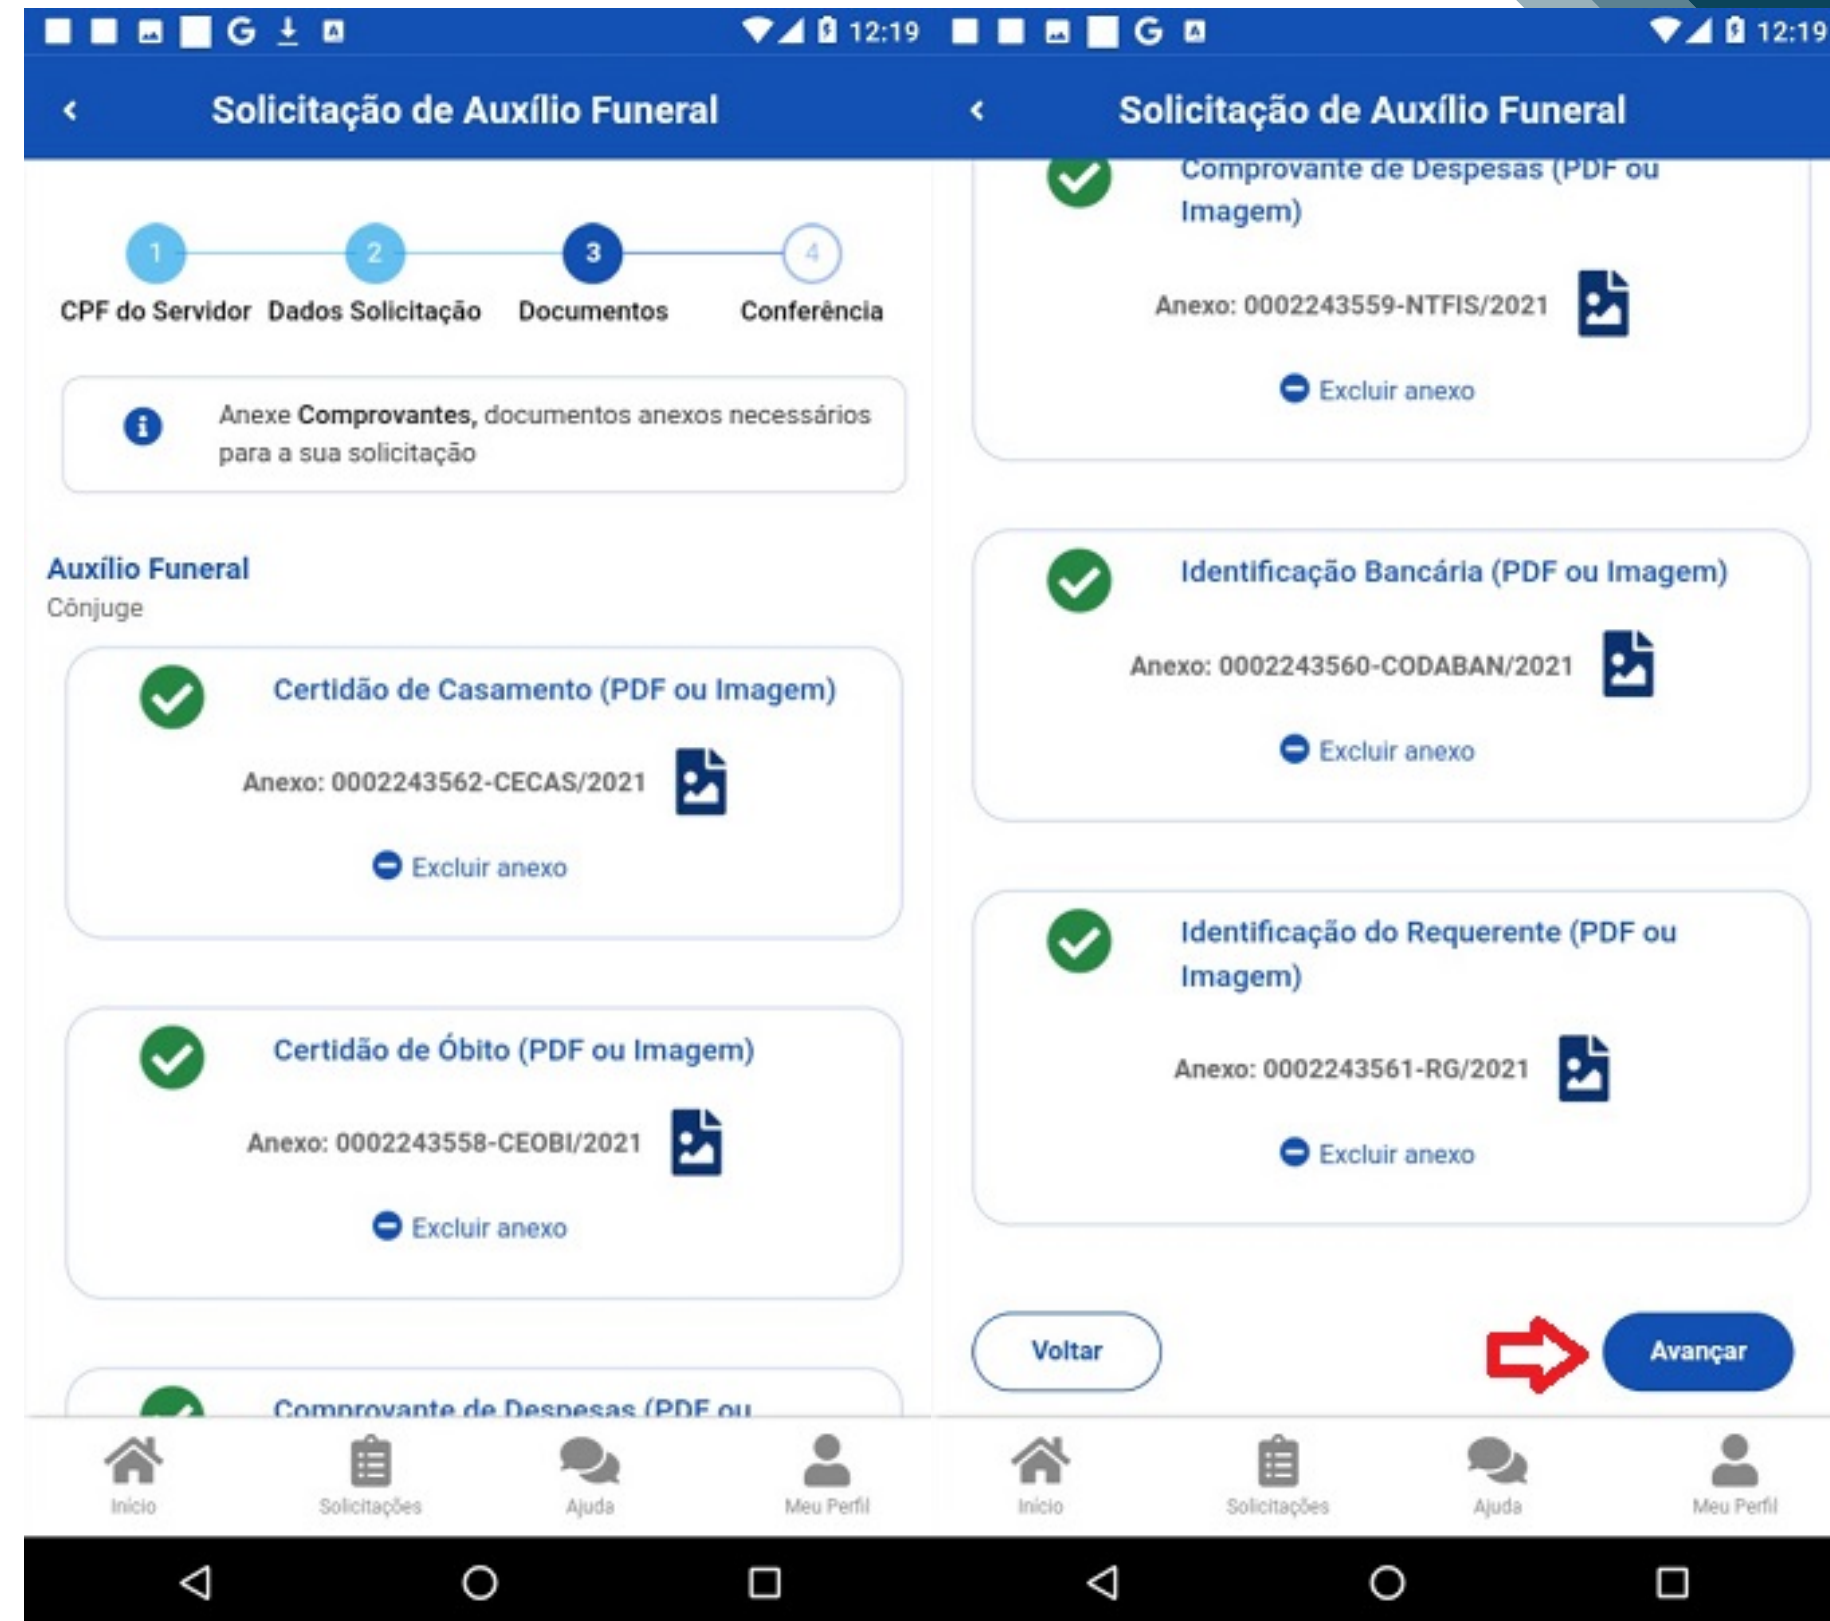 12:19
Solicitação de Auxílio Funeral
1
2
3
4
CPF do Servidor
Dados Solicitação
Documentos
Conferência
Anexe Comprovantes, documentos anexos necessários
para a sua solicitação
Auxílio Funeral
Cônjuge
Certidão de Casamento (PDF ou Imagem)
Anexo: 0002243562-CECAS/2021
Excluir anexo
Certidão de Óbito (PDF ou Imagem)
Anexo: 0002243558-CEOBI/2021
Excluir anexo
Comprovante de Despesas (PDF ou
Início
Solicitações
Ajuda
Meu Perfil
12:19
Solicitação de Auxílio Funeral
Comprovante de Despesas (PDF ou
Imagem)
Anexo: 0002243559-NTFIS/2021
Excluir anexo
Identificação Bancária (PDF ou Imagem)
Anexo: 0002243560-CODABAN/2021
Excluir anexo
Identificação do Requerente (PDF ou
Imagem)
Anexo: 0002243561-RG/2021
Excluir anexo
Voltar
Avançar
Início
Solicitações
Ajuda
Meu Perfil